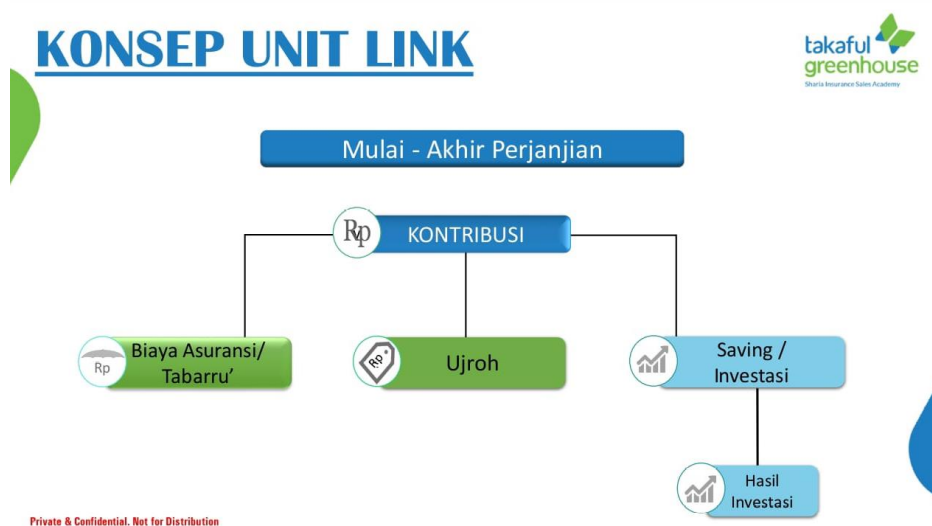 KONSEP UNIT LINK
takaful
greenhouse
Sharia Insurance Sales Academy
Mulai - Akhir Perjanjian
Rp
KONTRIBUSI
Rp
Biaya Asuransi/
Tabarru’
Rp
Ujroh
Saving /
Investasi
Hasil
Investasi
Private & Confidential. Not for Distribution